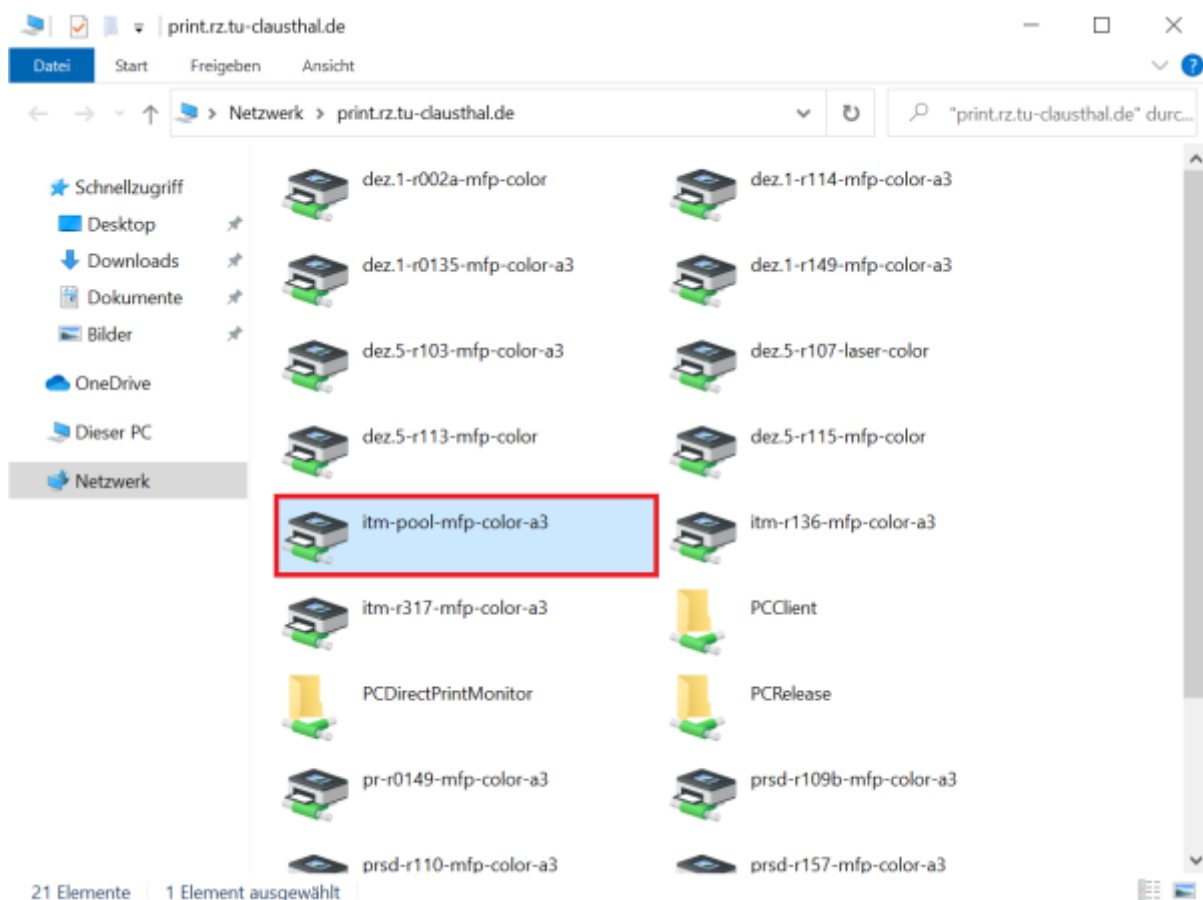 print.rz.tu-clausthal.de
Datei Start Freigeben Ansicht
Netzwerk > print.rz.tu-clausthal.de
"print.rz.tu-clausthal.de" durc...
Schnellzugriff
Desktop
Downloads
Dokumente
Bilder
OneDrive
Dieser PC
Netzwerk
dez.1-r002a-mfp-color
dez.1-r114-mfp-color-a3
dez.1-r0135-mfp-color-a3
dez.1-r149-mfp-color-a3
dez.5-r103-mfp-color-a3
dez.5-r107-laser-color
dez.5-r113-mfp-color
dez.5-r115-mfp-color
itm-pool-mfp-color-a3
itm-r136-mfp-color-a3
itm-r317-mfp-color-a3
PCClient
PCDirectPrintMonitor
PCRelease
pr-r0149-mfp-color-a3
prsd-r109b-mfp-color-a3
prsd-r110-mfp-color-a3
prsd-r157-mfp-color-a3
21 Elemente 1 Element ausgewählt